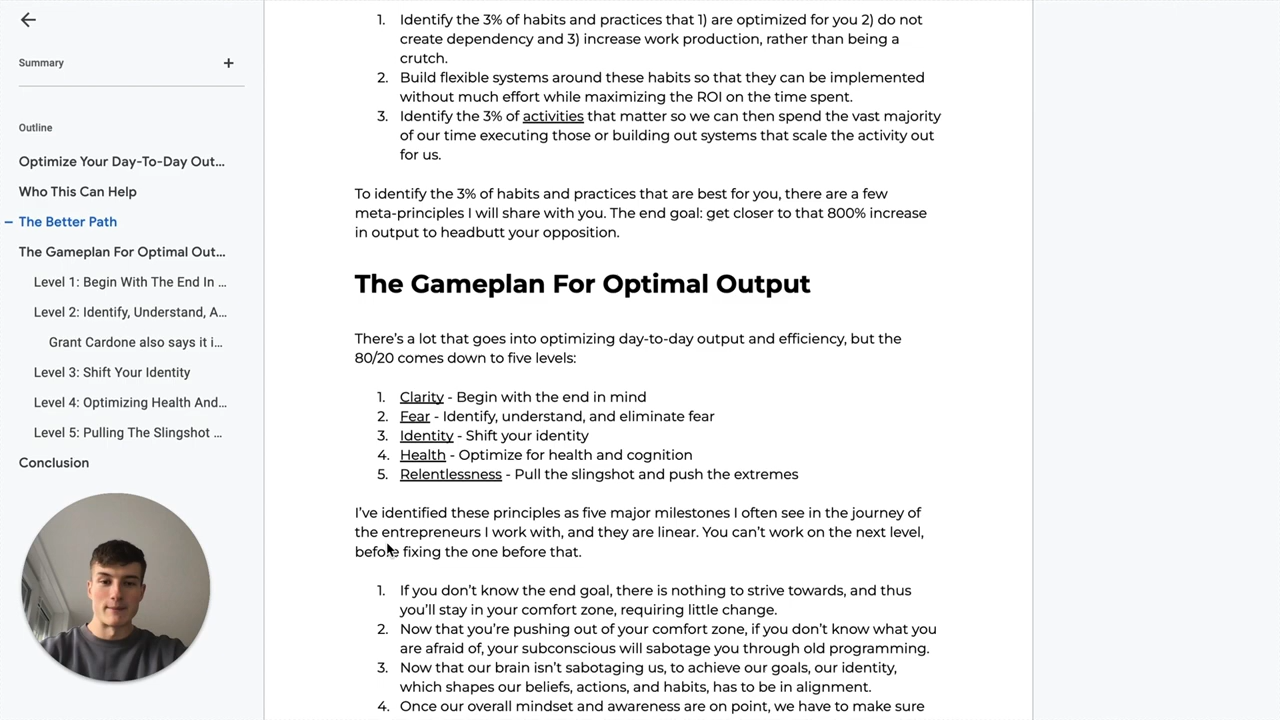 Summary
+
Outline
Optimize Your Day-To-Day Out...
Who This Can Help
The Better Path
The Gameplan For Optimal Out...
Level 1: Begin With The End In ...
Level 2: Identify, Understand, A...
Grant Cardone also says it i...
Level 3: Shift Your Identity
Level 4: Optimizing Health And...
Level 5: Pulling The Slingshot ...
Conclusion
1. Identify the 3% of habits and practices that 1) are optimized for you 2) do not
create dependency and 3) increase work production, rather than being a
crutch.
2. Build flexible systems around these habits so that they can be implemented
without much effort while maximizing the ROI on the time spent.
3. Identify the 3% of activities that matter so we can then spend the vast majority
of our time executing those or building out systems that scale the activity out
for us.
To identify the 3% of habits and practices that are best for you, there are a few
meta-principles I will share with you. The end goal: get closer to that 800% increase
in output to headbutt your opposition.
The Gameplan For Optimal Output
There's a lot that goes into optimizing day-to-day output and efficiency, but the
80/20 comes down to five levels:
1. Clarity - Begin with the end in mind
2. Fear - Identify, understand, and eliminate fear
3. Identity - Shift your identity
4. Health - Optimize for health and cognition
5. Relentlessness - Pull the slingshot and push the extremes
I've identified these principles as five major milestones I often see in the journey of
the entrepreneurs I work with, and they are linear. You can't work on the next level,
before fixing the one before that.
1. If you don't know the end goal, there is nothing to strive towards, and thus
you'll stay in your comfort zone, requiring little change.
2. Now that you're pushing out of your comfort zone, if you don't know what you
are afraid of, your subconscious will sabotage you through old programming.
3. Now that our brain isn't sabotaging us, to achieve our goals, our identity,
which shapes our beliefs, actions, and habits, has to be in alignment.
4. Once our overall mindset and awareness are on point, we have to make sure